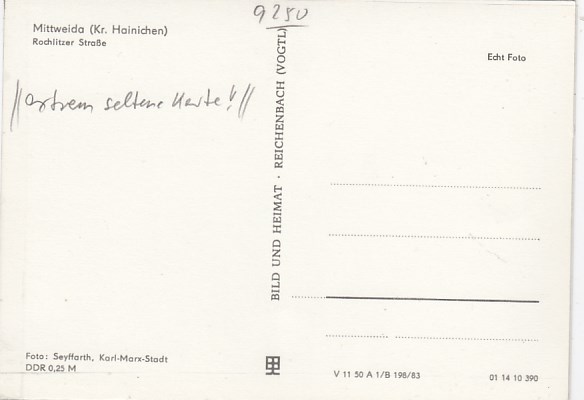 9250
Mittweida (Kr. Hainichen)
Rochlitzer Straße
Echt Foto
//extrem seltene Karte!!//
BILD UND HEIMAT · REICHENBACH (VOGTL)
Foto: Seyffarth, Karl-Marx-Stadt
DDR 0,25 M
V 11 50 A 1/B 198/83
01 14 10 390